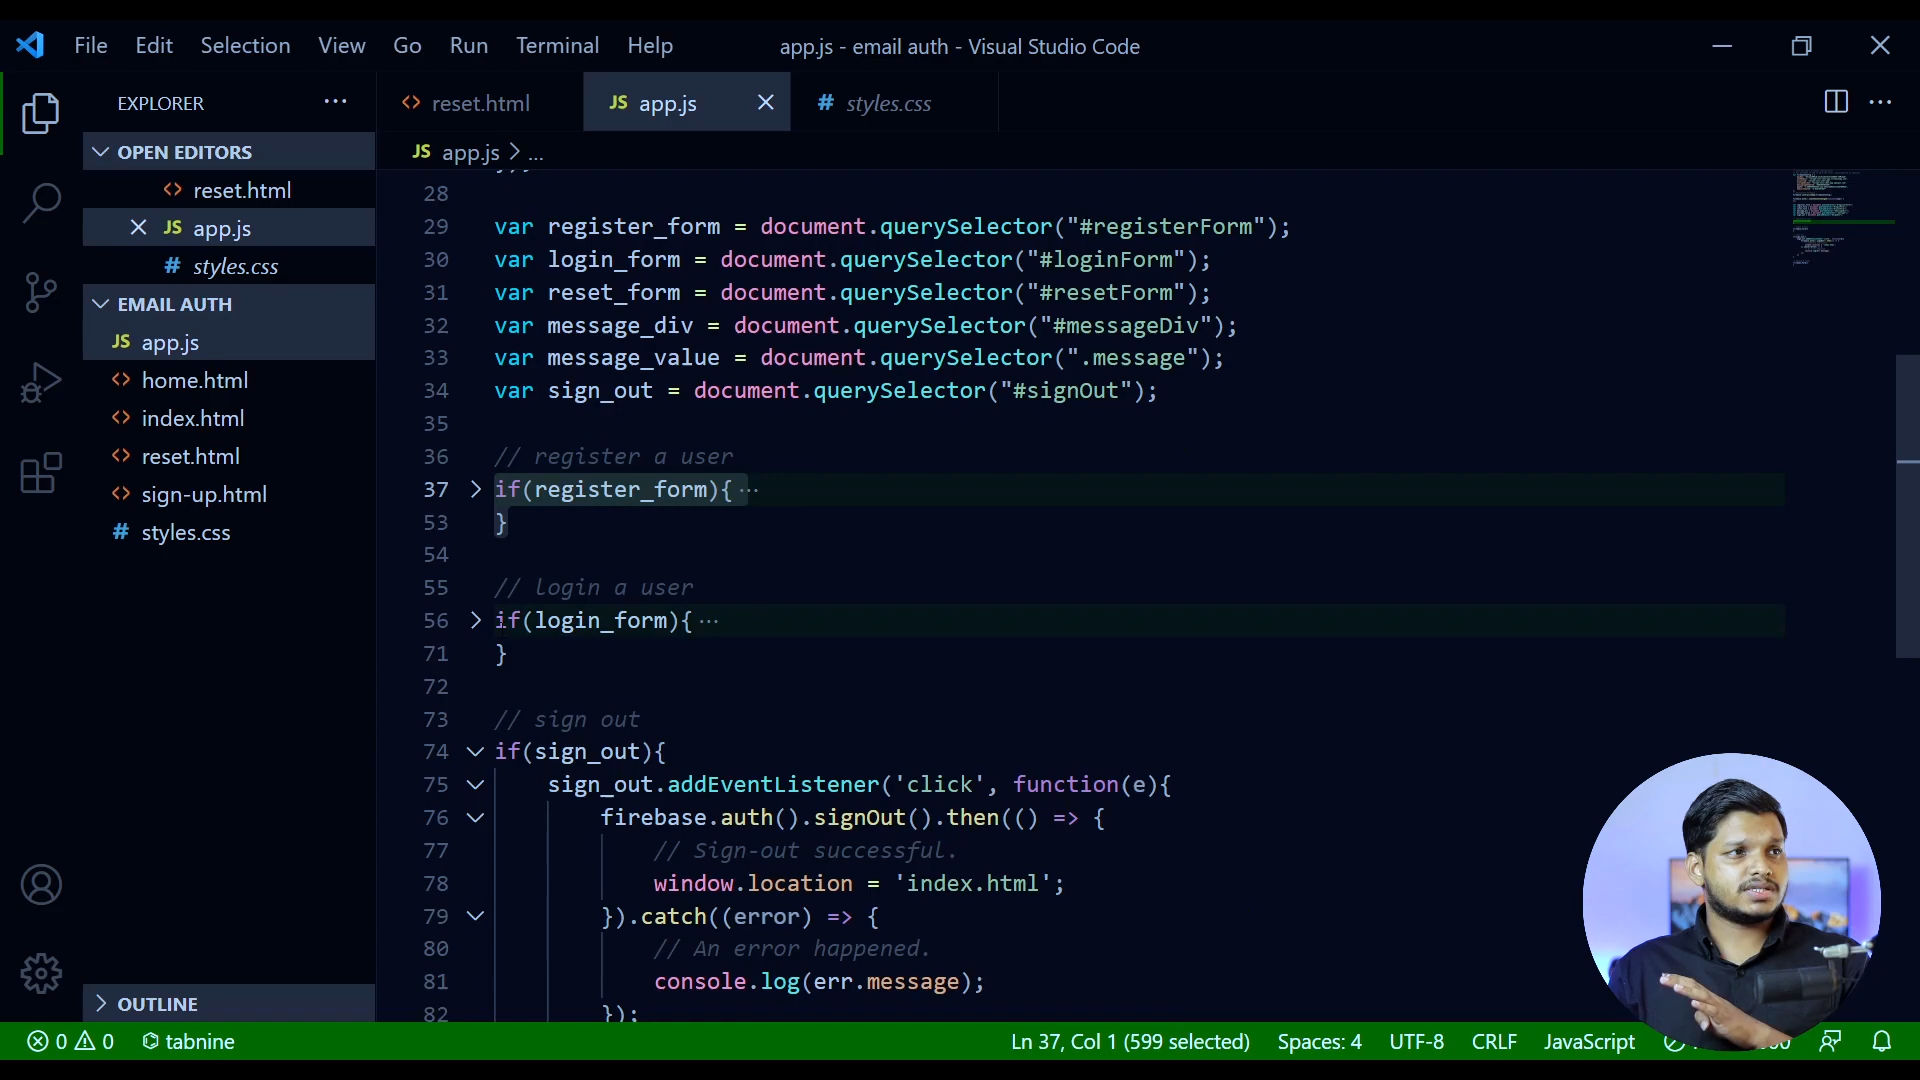 File Edit Selection View Go Run Terminal Help app.js - email auth - Visual Studio Code
EXPLORER ...
reset.html JS app.js # styles.css
OPEN EDITORS
JS app.js > ...
reset.html
JS app.js
# styles.css
EMAIL AUTH
JS app.js
home.html
index.html
reset.html
sign-up.html
# styles.css
OUTLINE
28
29 var register_form = document.querySelector("#registerForm");
30 var login_form = document.querySelector("#loginForm");
31 var reset_form = document.querySelector("#resetForm");
32 var message_div = document.querySelector("#messageDiv");
33 var message_value = document.querySelector(".message");
34 var sign_out = document.querySelector("#signOut");
35
36 // register a user
37 if(register_form){ ...
53 }
54
55 // login a user
56 if(login_form){ ...
71 }
72
73 // sign out
74 if(sign_out){
75 sign_out.addEventListener('click', function(e){
76 firebase.auth().signOut().then(() => {
77 // Sign-out successful.
78 window.location = 'index.html';
79 }).catch((error) => {
80 // An error happened.
81 console.log(err.message);
82 });
0 0 tabnine Ln 37, Col 1 (599 selected) Spaces: 4 UTF-8 CRLF JavaScript